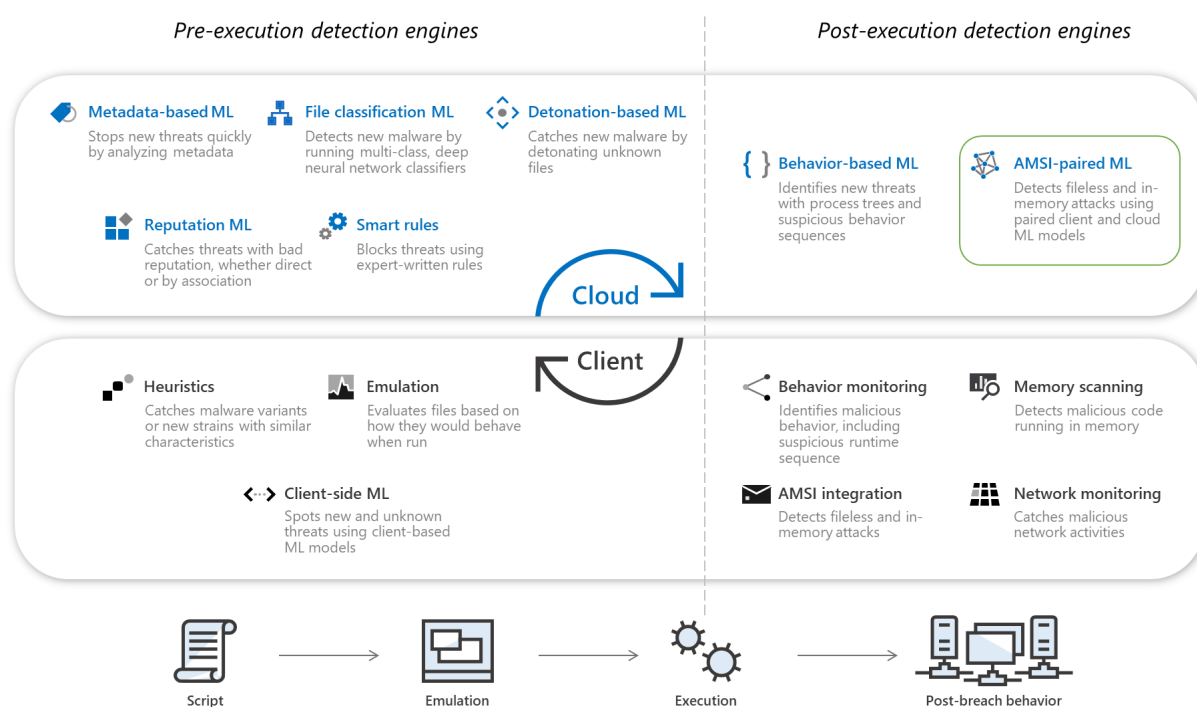 Pre-execution detection engines
Post-execution detection engines
Metadata-based ML
Stops new threats quickly
by analyzing metadata
File classification ML
Detects new malware by
running multi-class, deep
neural network classifiers
Detonation-based ML
Catches new malware by
detonating unknown
files
Reputation ML
Catches threats with bad
reputation, whether direct
or by association
Smart rules
Blocks threats using
expert-written rules
Behavior-based ML
Identifies new threats
with process trees and
suspicious behavior
sequences
AMSI-paired ML
Detects fileless and in-
memory attacks using
paired client and cloud
ML models
Cloud
Client
Heuristics
Catches malware variants
or new strains with similar
characteristics
Emulation
Evaluates files based on
how they would behave
when run
Client-side ML
Spots new and unknown
threats using client-based
ML models
Behavior monitoring
Identifies malicious
behavior, including
suspicious runtime
sequence
Memory scanning
Detects malicious code
running in memory
AMSI integration
Detects fileless and in-
memory attacks
Network monitoring
Catches malicious
network activities
Script
Emulation
Execution
Post-breach behavior